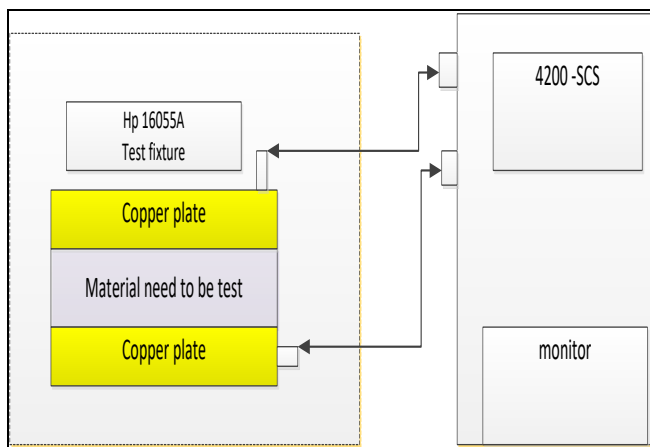 Hp 16055A
Test fixture
4200 -SCS
Copper plate
Material need to be test
Copper plate
monitor